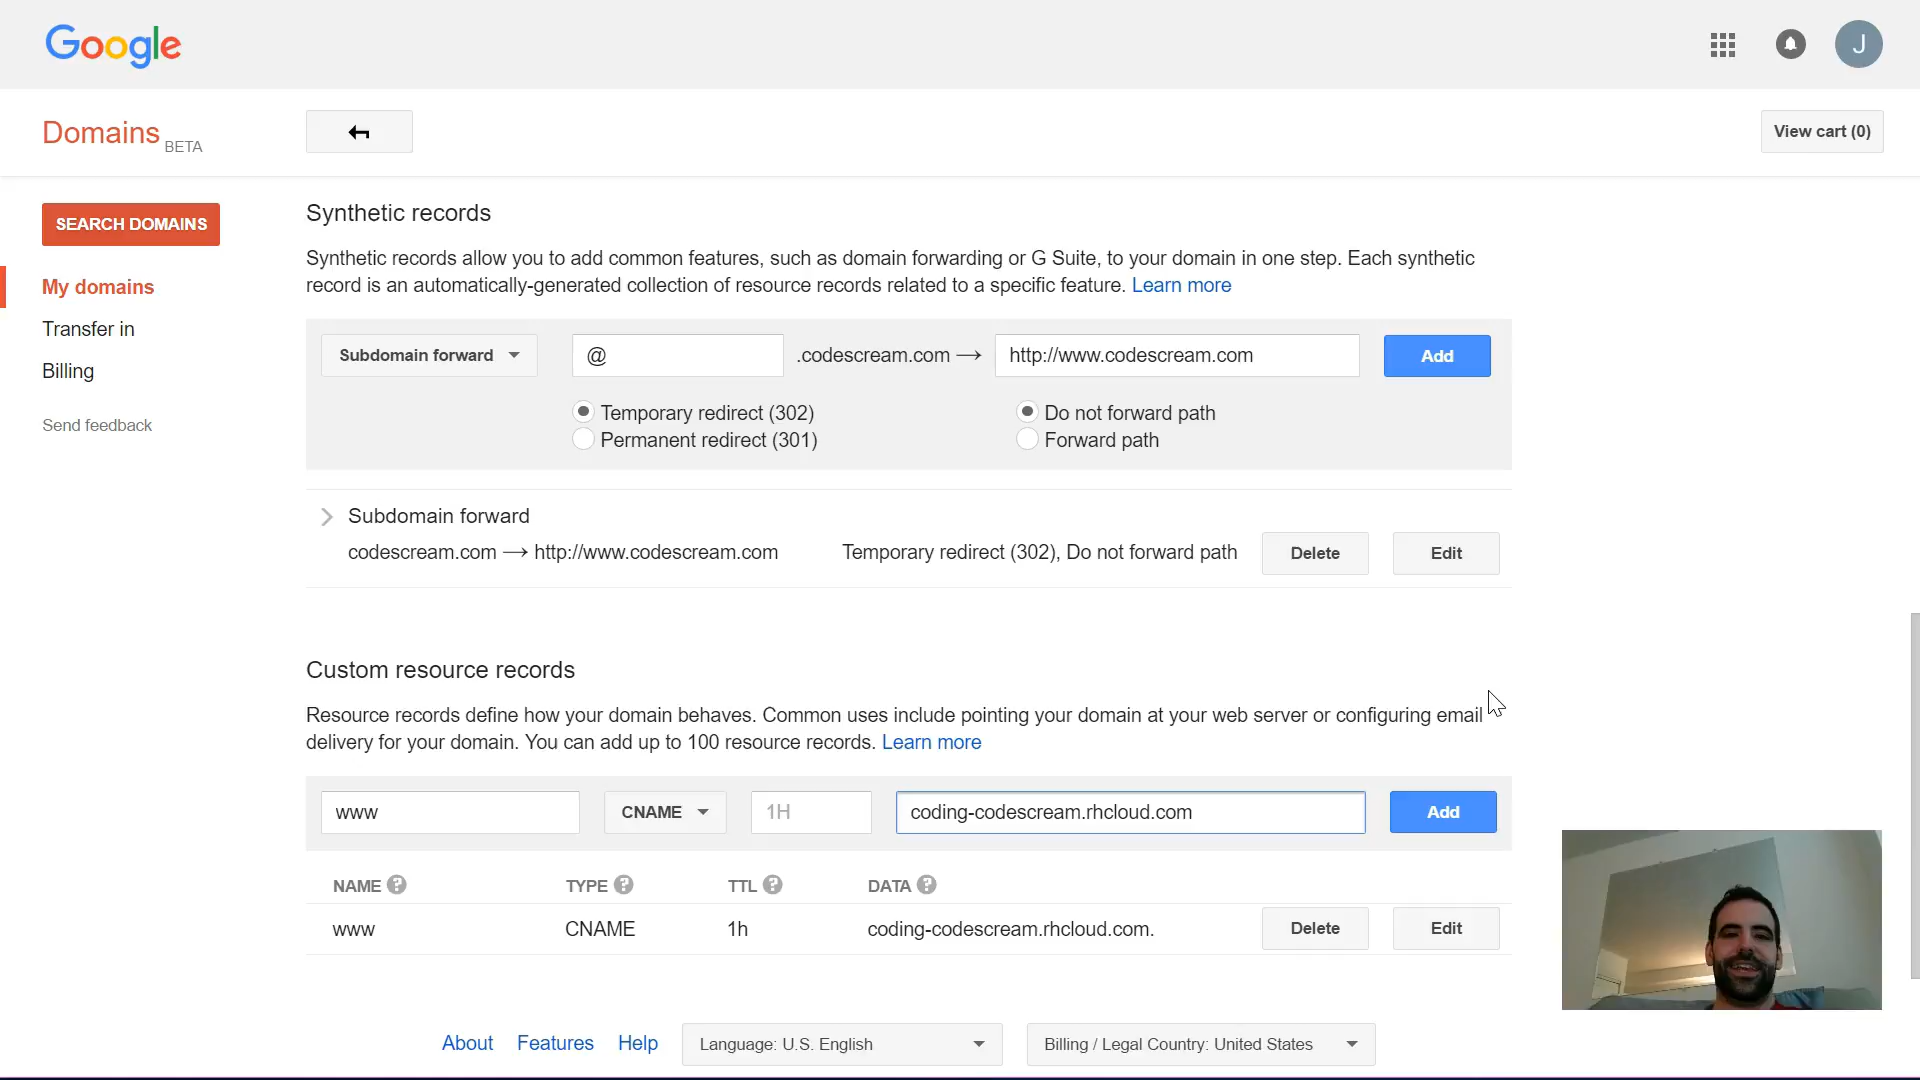 Google
J
Domains BETA
View cart (0)
SEARCH DOMAINS
My domains
Transfer in
Billing
Send feedback
Synthetic records
Synthetic records allow you to add common features, such as domain forwarding or G Suite, to your domain in one step. Each synthetic
record is an automatically-generated collection of resource records related to a specific feature. Learn more
Subdomain forward @ .codescream.com → http://www.codescream.com Add
Temporary redirect (302) Do not forward path
Permanent redirect (301) Forward path
Subdomain forward
codescream.com → http://www.codescream.com Temporary redirect (302), Do not forward path Delete Edit
Custom resource records
Resource records define how your domain behaves. Common uses include pointing your domain at your web server or configuring email
delivery for your domain. You can add up to 100 resource records. Learn more
www CNAME 1H coding-codescream.rhcloud.com Add
NAME ? TYPE ? TTL ? DATA ?
www CNAME 1h coding-codescream.rhcloud.com. Delete Edit
About Features Help Language: U.S. English Billing / Legal Country: United States